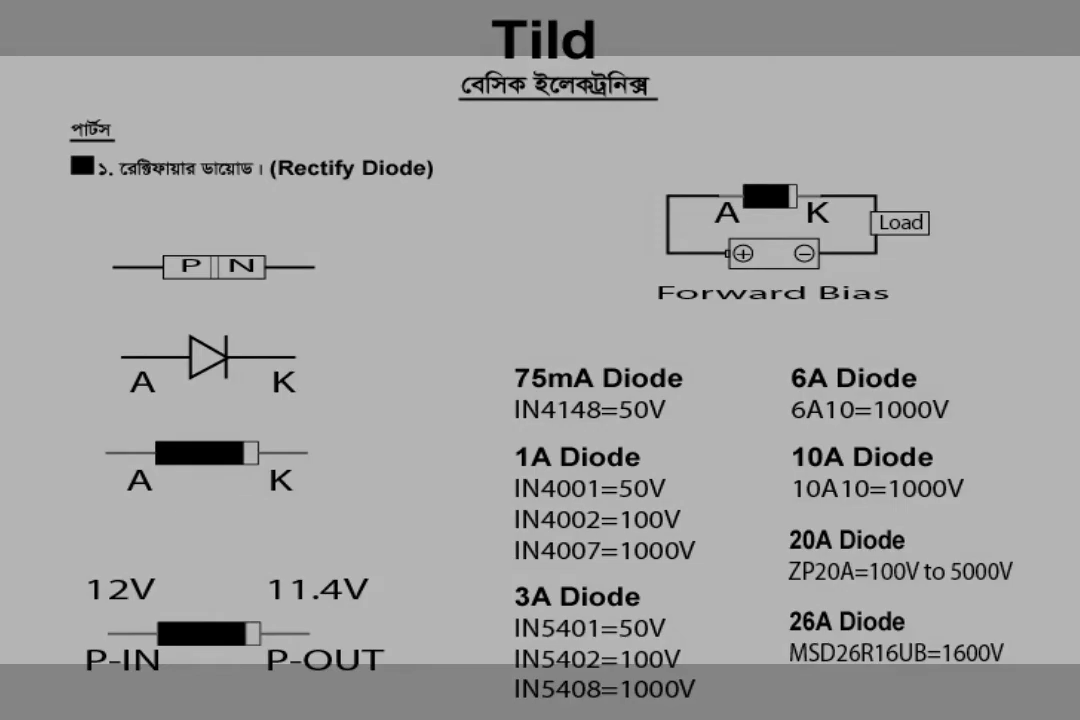 Tild
বেসিক ইলেকট্রনিক্স
পার্টস
১. রেক্টিফায়ার ডায়োড। (Rectify Diode)
P N
A K
A K
12V 11.4V
P-IN P-OUT
A K
Load
+ −
Forward Bias
75mA Diode
IN4148=50V
1A Diode
IN4001=50V
IN4002=100V
IN4007=1000V
3A Diode
IN5401=50V
IN5402=100V
IN5408=1000V
6A Diode
6A10=1000V
10A Diode
10A10=1000V
20A Diode
ZP20A=100V to 5000V
26A Diode
MSD26R16UB=1600V